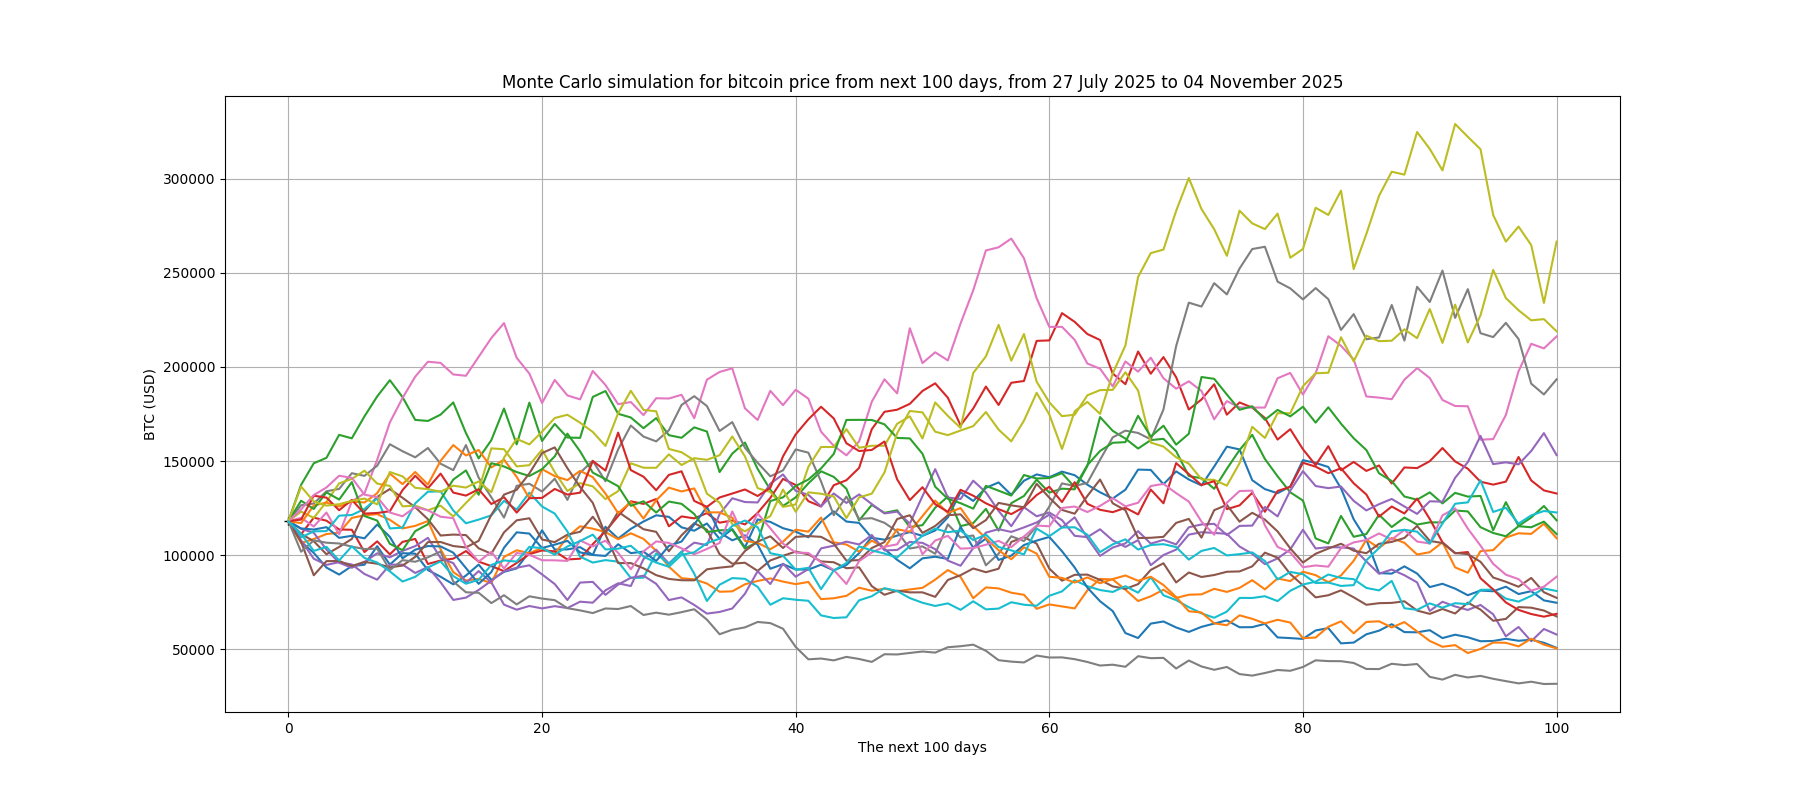 Monte Carlo simulation for bitcoin price from next 100 days, from 27 July 2025 to 04 November 2025
300000
250000
200000
150000
100000
50000
BTC (USD)
0 20 40 60 80 100
The next 100 days